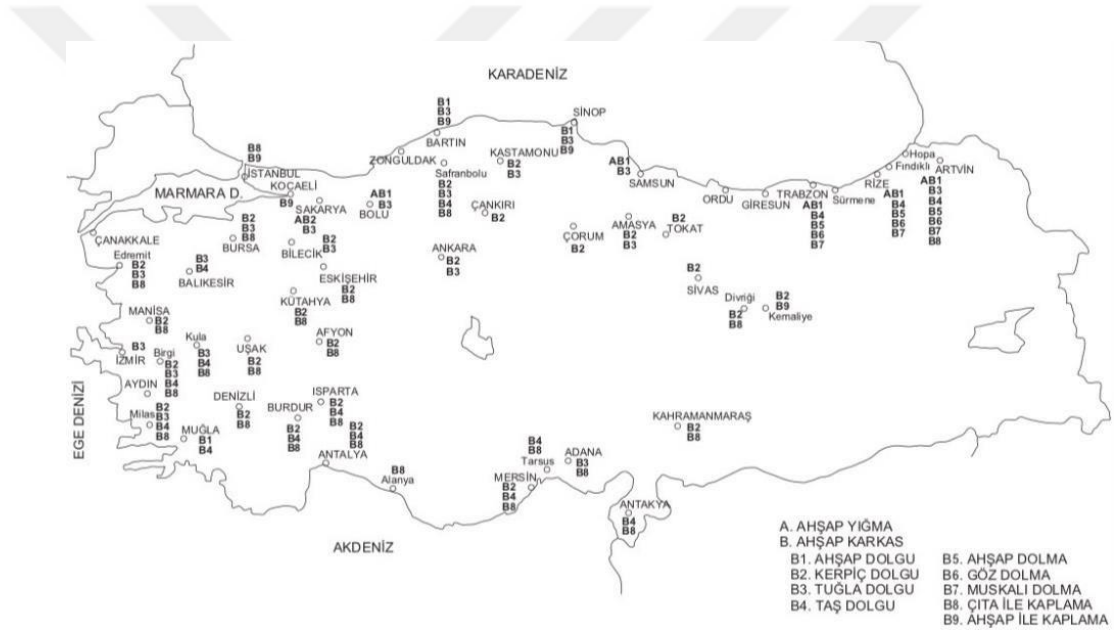 KARADENİZ
B1
B3
B9
BARTIN
ZONGULDAK
SİNOP
B1
B3
B9
KASTAMONU
B2
B3
Safranbolu
B2
B3
B4
B8
ÇANKIRI
B2
AB1
B3
SAMSUN
B8
B9
İSTANBUL
MARMARA D.
KOCAELİ
B9
SAKARYA
AB2
B3
AB1
B3
BOLU
ORDU
GİRESUN
TRABZON
AB1
B4
B5
B6
B7
Sürmene
RİZE
Fındıklı
AB1
B4
B5
B6
B7
Hopa
ARTVİN
AB1
B3
B4
B5
B6
B7
B8
ÇANAKKALE
Edremit
B2
B3
B8
B2
B3
B8
BURSA
B3
B4
BALIKESİR
BİLECİK
B2
B3
ESKİŞEHİR
B2
B8
KÜTAHYA
B2
B8
ANKARA
B2
B3
ÇORUM
B2
AMASYA
B2
B3
B2
TOKAT
B2
SİVAS
Divriği
B2
B8
B2
B9
Kemaliye
MANİSA
B2
B8
B3
İZMİR
Birgi
B2
B3
B4
B8
Kula
B3
B4
B8
UŞAK
B2
B8
AFYON
B2
B8
EGE DENİZİ
AYDIN
Milas
B2
B3
B4
B8
MUĞLA
B1
B4
DENİZLİ
B2
B8
BURDUR
B2
B4
B8
ISPARTA
B2
B4
B8
B2
B4
B8
ANTALYA
B8
Alanya
MERSİN
B2
B4
B8
B4
B8
Tarsus
ADANA
B3
B8
KAHRAMANMARAŞ
B2
B8
ANTAKYA
B4
B8
AKDENİZ
A. AHŞAP YIĞMA
B. AHŞAP KARKAS
B1. AHŞAP DOLGU
B2. KERPİÇ DOLGU
B3. TUĞLA DOLGU
B4. TAŞ DOLGU
B5. AHŞAP DOLMA
B6. GÖZ DOLMA
B7. MUSKALI DOLMA
B8. ÇITA İLE KAPLAMA
B9. AHŞAP İLE KAPLAMA